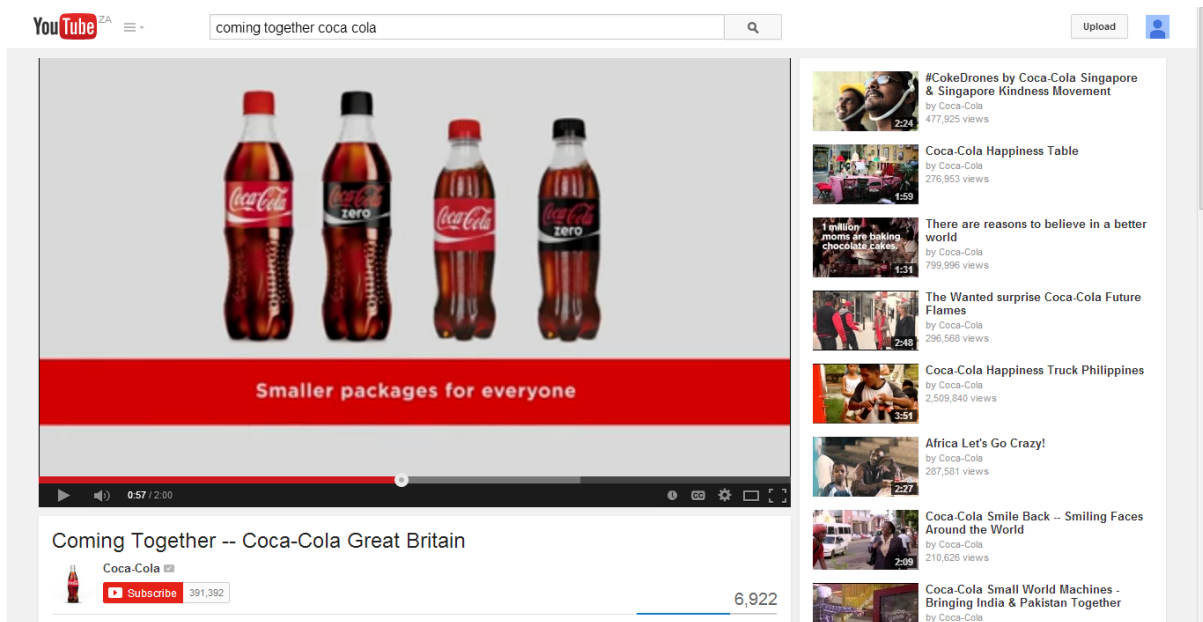 YouTube ZA
coming together coca cola
Upload
Coca-Cola
Coca-Cola
zero
Coca-Cola
Coca-Cola
zero
Smaller packages for everyone
0:57 / 2:00
CC
Coming Together -- Coca-Cola Great Britain
Coca-Cola
Subscribe 391,392
6,922
2:24
#CokeDrones by Coca-Cola Singapore
& Singapore Kindness Movement
by Coca-Cola
477,925 views
1:59
Coca-Cola Happiness Table
by Coca-Cola
276,953 views
1 million
moms are baking
chocolate cakes.
1:31
There are reasons to believe in a better
world
by Coca-Cola
799,996 views
2:48
The Wanted surprise Coca-Cola Future
Flames
by Coca-Cola
296,568 views
3:51
Coca-Cola Happiness Truck Philippines
by Coca-Cola
2,509,840 views
2:27
Africa Let's Go Crazy!
by Coca-Cola
287,581 views
2:09
Coca-Cola Smile Back -- Smiling Faces
Around the World
by Coca-Cola
210,626 views
Coca-Cola Small World Machines -
Bringing India & Pakistan Together
by Coca-Cola